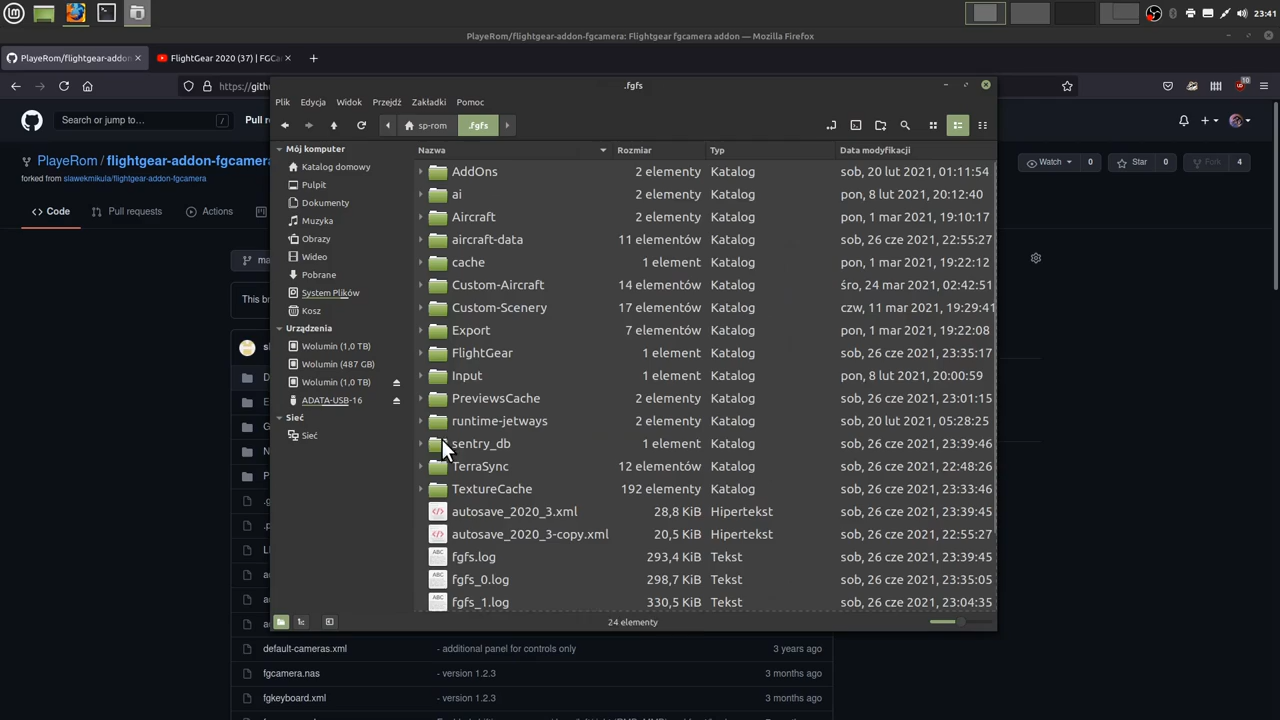 23:41
PlayeRom/flightgear-addon-fgcamera: Flightgear fgcamera addon — Mozilla Firefox
PlayeRom/flightgear-addon
FlightGear 2020 (37) | FGCa
https://gith
10
.fgfs
Plik Edycja Widok Przejdź Zakładki Pomoc
sp-rom .fgfs
Search or jump to... /
Pull requ
PlayeRom / flightgear-addon-fgcamera
forked from slawekmikula/flightgear-addon-fgcamera
Watch 0 Star 0 Fork 4
Code Pull requests Actions
ma
This br
Mój komputer
Katalog domowy
Pulpit
Dokumenty
Muzyka
Obrazy
Wideo
Pobrane
System Plików
Kosz
Urządzenia
Wolumin (1,0 TB)
Wolumin (487 GB)
Wolumin (1,0 TB)
ADATA-USB-16
Sieć
Sieć
Nazwa Rozmiar Typ Data modyfikacji
AddOns 2 elementy Katalog sob, 20 lut 2021, 01:11:54
ai 2 elementy Katalog pon, 8 lut 2021, 20:12:40
Aircraft 2 elementy Katalog pon, 1 mar 2021, 19:10:17
aircraft-data 11 elementów Katalog sob, 26 cze 2021, 22:55:27
cache 1 element Katalog pon, 1 mar 2021, 19:22:12
Custom-Aircraft 14 elementów Katalog śro, 24 mar 2021, 02:42:51
Custom-Scenery 17 elementów Katalog czw, 11 mar 2021, 19:29:41
Export 7 elementów Katalog pon, 1 mar 2021, 19:22:08
FlightGear 1 element Katalog sob, 26 cze 2021, 23:35:17
Input 1 element Katalog pon, 8 lut 2021, 20:00:59
PreviewsCache 2 elementy Katalog sob, 26 cze 2021, 23:01:15
runtime-jetways 2 elementy Katalog sob, 20 lut 2021, 05:28:25
sentry_db 1 element Katalog sob, 26 cze 2021, 23:39:46
TerraSync 12 elementów Katalog sob, 26 cze 2021, 22:48:26
TextureCache 192 elementy Katalog sob, 26 cze 2021, 23:33:46
autosave_2020_3.xml 28,8 KiB Hipertekst sob, 26 cze 2021, 23:39:45
autosave_2020_3-copy.xml 20,5 KiB Hipertekst sob, 26 cze 2021, 22:55:27
fgfs.log 293,4 KiB Tekst sob, 26 cze 2021, 23:39:45
fgfs_0.log 298,7 KiB Tekst sob, 26 cze 2021, 23:35:05
fgfs_1.log 330,5 KiB Tekst sob, 26 cze 2021, 23:04:35
24 elementy
default-cameras.xml - additional panel for controls only 3 years ago
fgcamera.nas - version 1.2.3 3 months ago
fgkeyboard.xml - version 1.2.3 3 months ago